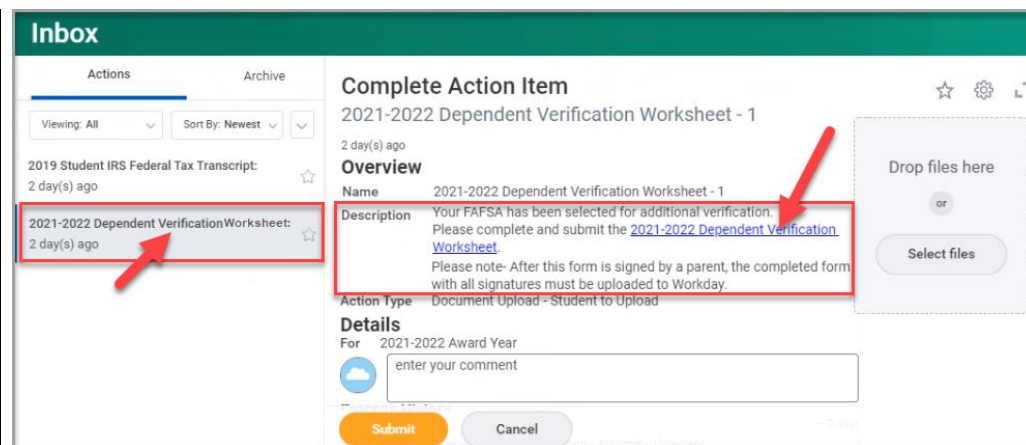 Inbox
Actions
Archive
Viewing: All
Sort By: Newest
2019 Student IRS Federal Tax Transcript:
2 day(s) ago
2021-2022 Dependent VerificationWorksheet:
2 day(s) ago
Complete Action Item
2021-2022 Dependent Verification Worksheet - 1
2 day(s) ago
Overview
Name 2021-2022 Dependent Verification Worksheet - 1
Description Your FAFSA has been selected for additional verification.
Please complete and submit the 2021-2022 Dependent Verification
Worksheet.
Please note- After this form is signed by a parent, the completed form
with all signatures must be uploaded to Workday.
Action Type Document Upload - Student to Upload
Details
For 2021-2022 Award Year
enter your comment
Submit
Cancel
Drop files here
or
Select files